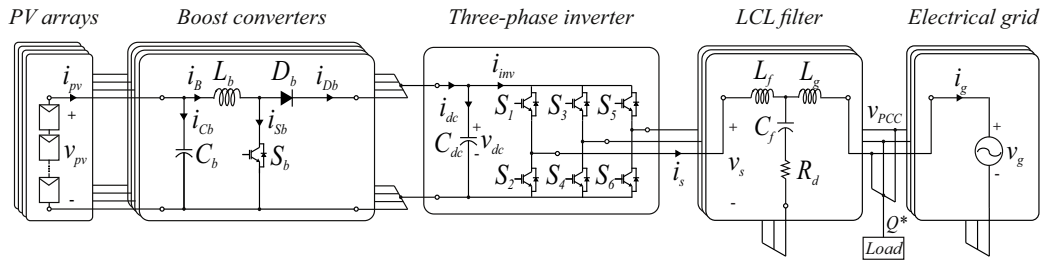 PV arrays
Boost converters
Three-phase inverter
LCL filter
Electrical grid
i_pv
+
v_pv
-
i_B
L_b
D_b
i_Db
i_Cb
i_Sb
C_b
S_b
i_inv
i_dc
C_dc
+
v_dc
-
S_1
S_3
S_5
S_2
S_4
S_6
i_s
+
v_s
-
L_f
L_g
C_f
R_d
v_PCC
Q*
Load
i_g
+
v_g
-